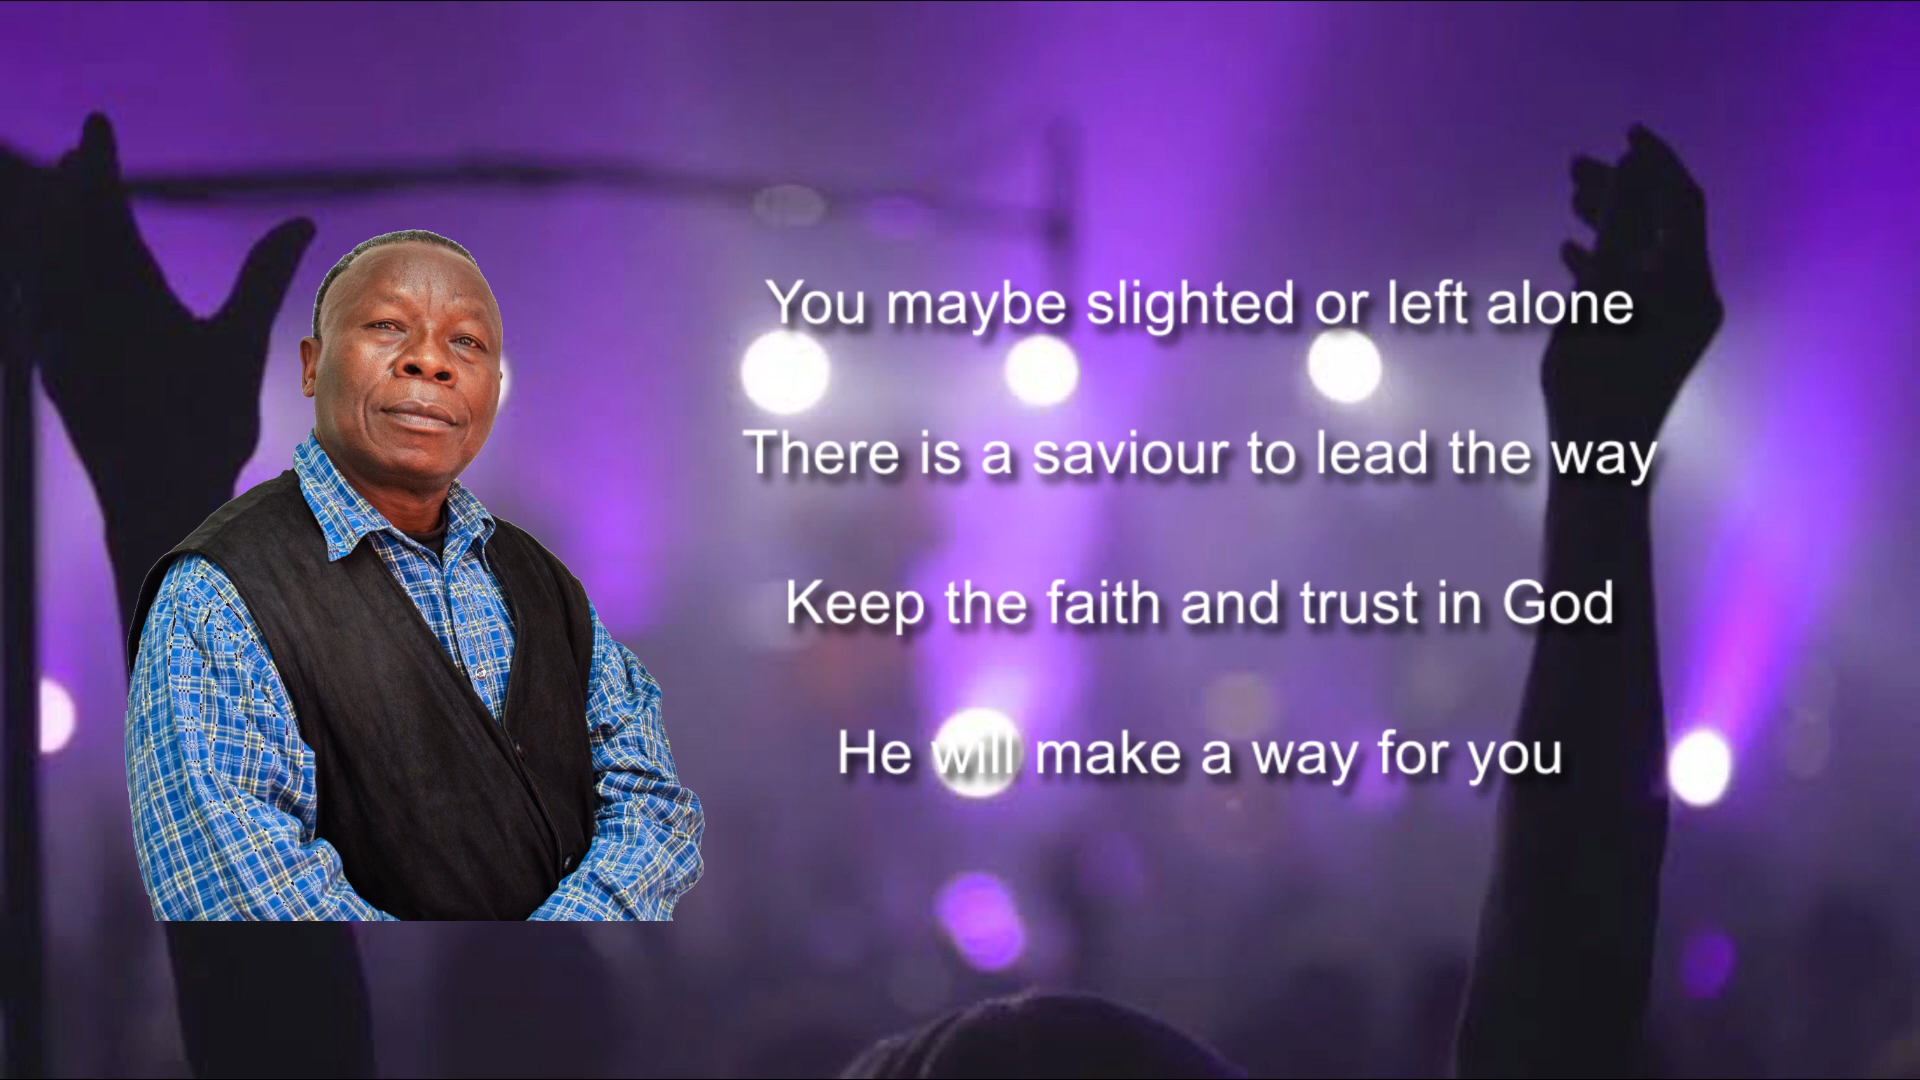 You maybe slighted or left alone
There is a saviour to lead the way
Keep the faith and trust in God
He will make a way for you